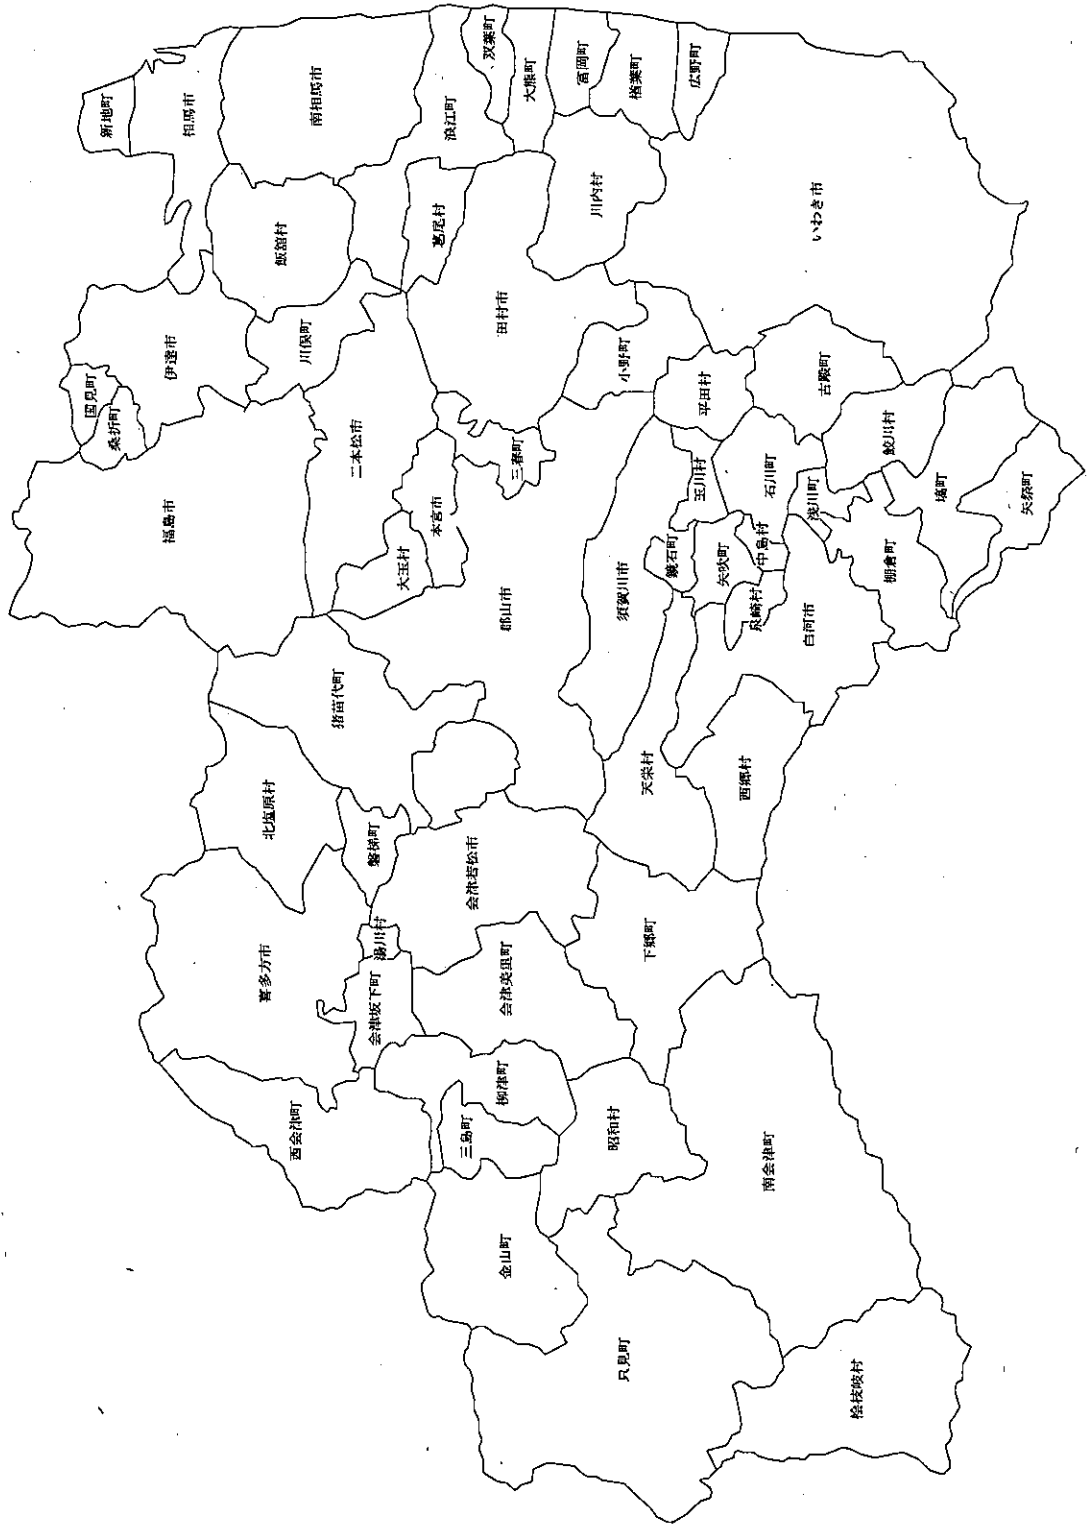 新地町
相馬市
南相馬市
浪江町
双葉町
大熊町
富岡町
楢葉町
広野町
飯舘村
葛尾村
川内村
いわき市
国見町
桑折町
伊達市
川俣町
田村市
小野町
福島市
二本松市
本宮市
大玉村
三春町
郡山市
平田村
古殿町
玉川村
石川町
浅川町
鮫川村
塙町
矢祭町
須賀川市
鏡石町
矢吹町
中島村
泉崎村
白河市
棚倉町
猪苗代町
北塩原村
磐梯町
天栄村
西郷村
会津若松市
喜多方市
湯川村
会津坂下町
会津美里町
下郷町
西会津町
柳津町
三島町
昭和村
南会津町
金山町
只見町
桧枝岐村